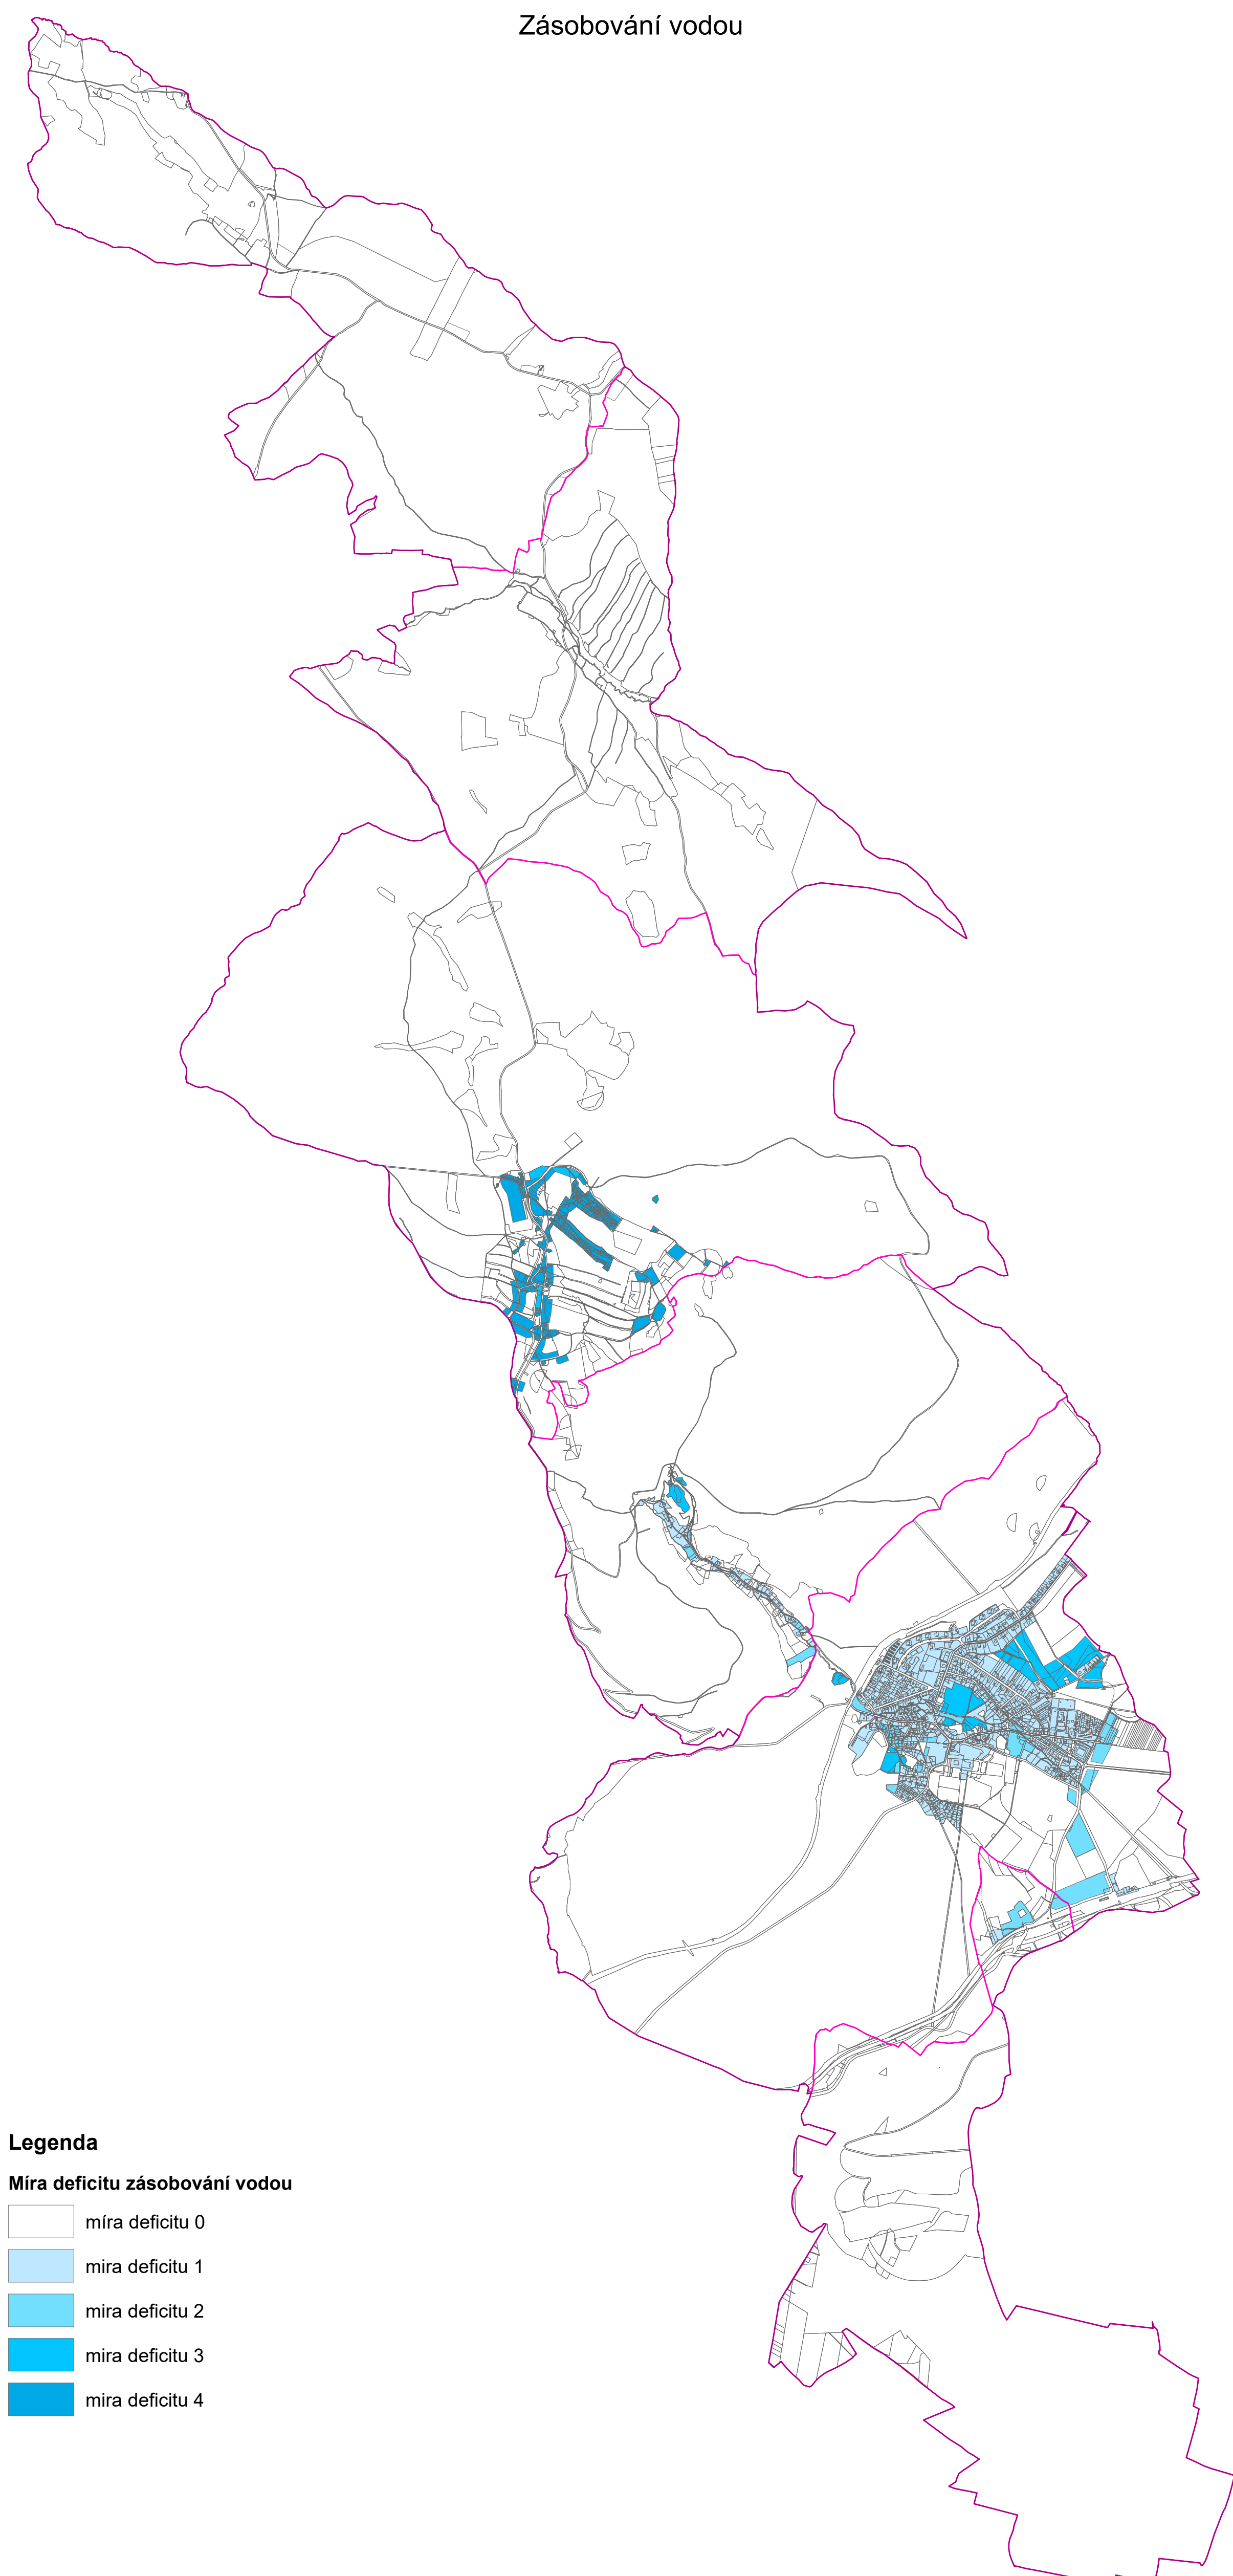 Zásobování vodou
Legenda
Míra deficitu zásobování vodou
míra deficitu 0
mira deficitu 1
mira deficitu 2
mira deficitu 3
mira deficitu 4